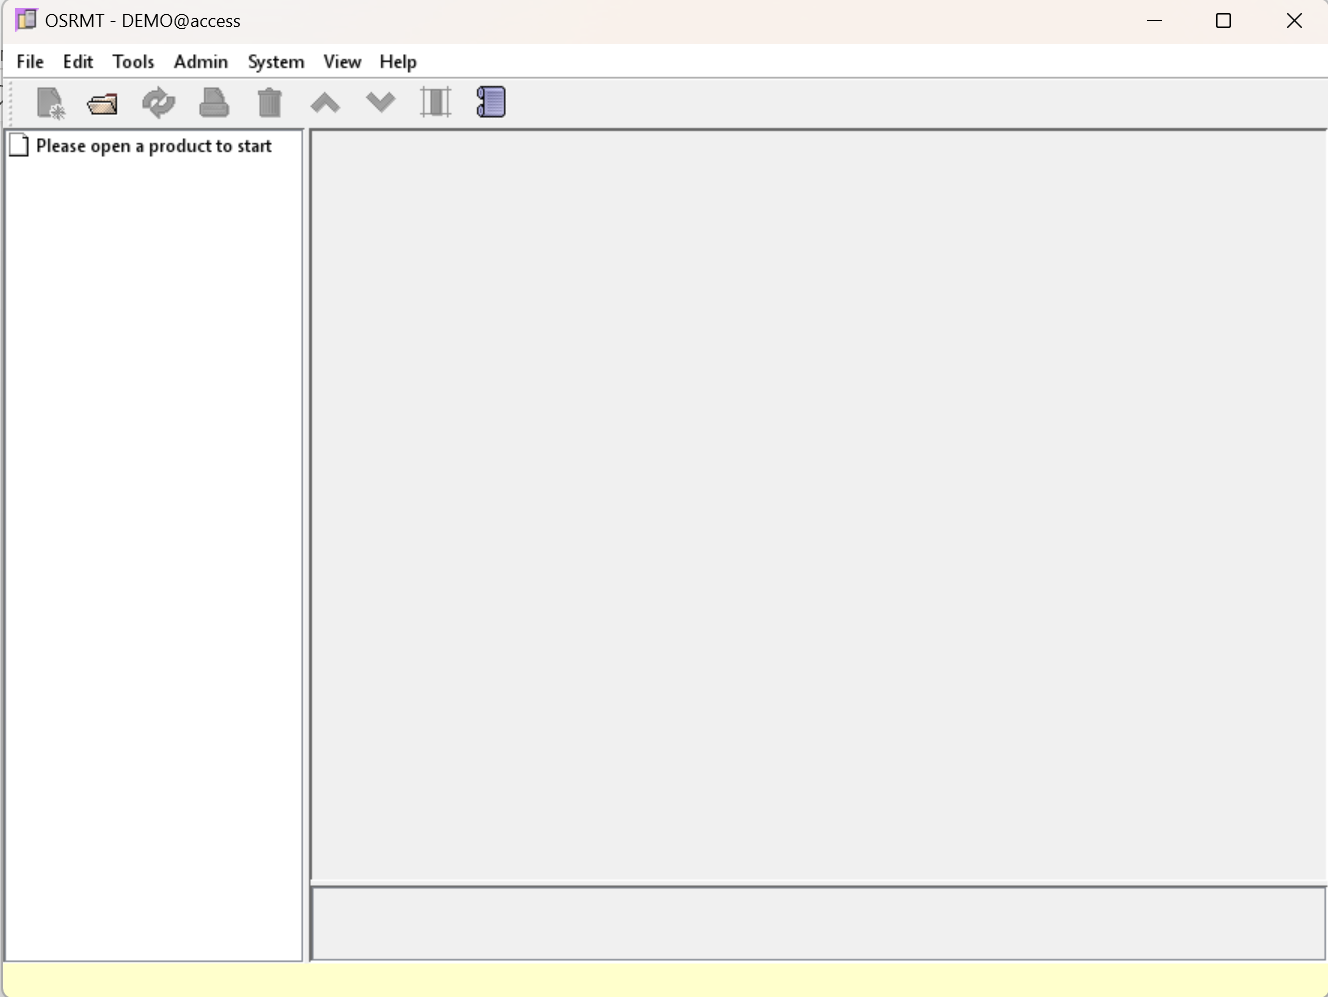 OSRMT - DEMO@access
File Edit Tools Admin System View Help
Please open a product to start